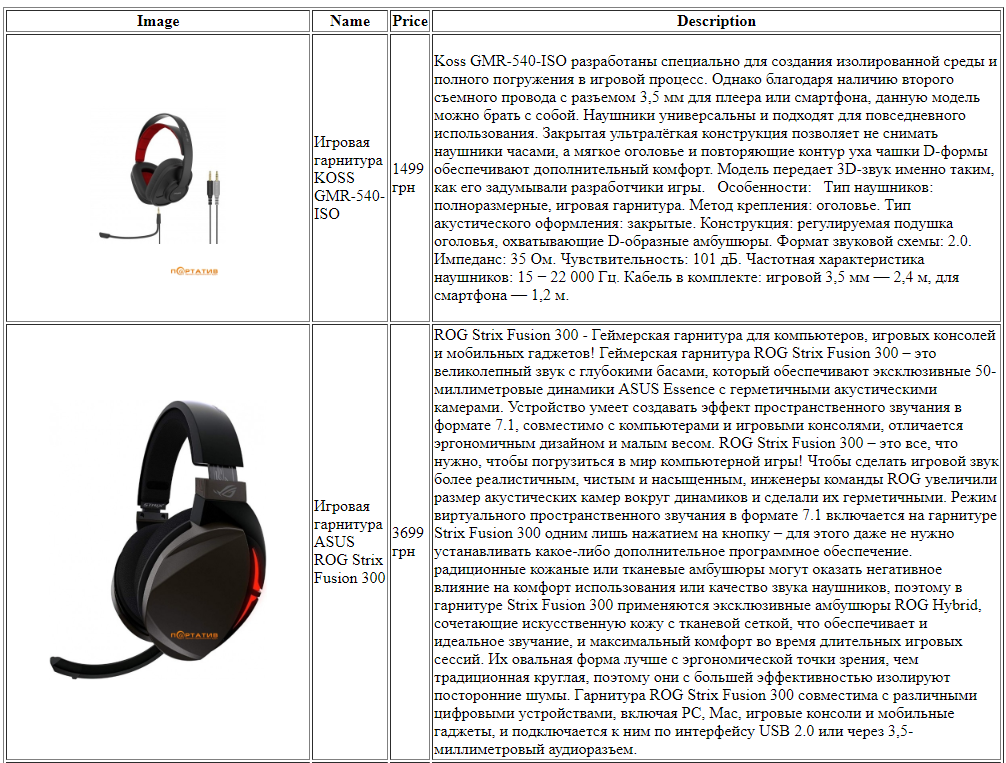 Image Name Price Description
Игровая
гарнитура
KOSS
GMR-540-
ISO
1499
грн
Koss GMR-540-ISO разработаны специально для создания изолированной среды и
полного погружения в игровой процесс. Однако благодаря наличию второго
съемного провода с разъемом 3,5 мм для плеера или смартфона, данную модель
можно брать с собой. Наушники универсальны и подходят для повседневного
использования. Закрытая ультралёгкая конструкция позволяет не снимать
наушники часами, а мягкое оголовье и повторяющие контур уха чашки D-формы
обеспечивают дополнительный комфорт. Модель передает 3D-звук именно таким,
как его задумывали разработчики игры. Особенности: Тип наушников:
полноразмерные, игровая гарнитура. Метод крепления: оголовье. Тип
акустического оформления: закрытые. Конструкция: регулируемая подушка
оголовья, охватывающие D-образные амбушюры. Формат звуковой схемы: 2.0.
Импеданс: 35 Ом. Чувствительность: 101 дБ. Частотная характеристика
наушников: 15 – 22 000 Гц. Кабель в комплекте: игровой 3,5 мм — 2,4 м, для
смартфона — 1,2 м.
ПОРТАТИВ
Игровая
гарнитура
ASUS
ROG Strix
Fusion 300
3699
грн
ROG Strix Fusion 300 - Геймерская гарнитура для компьютеров, игровых консолей
и мобильных гаджетов! Геймерская гарнитура ROG Strix Fusion 300 – это
великолепный звук с глубокими басами, который обеспечивают эксклюзивные 50-
миллиметровые динамики ASUS Essence с герметичными акустическими
камерами. Устройство умеет создавать эффект пространственного звучания в
формате 7.1, совместимо с компьютерами и игровыми консолями, отличается
эргономичным дизайном и малым весом. ROG Strix Fusion 300 – это все, что
нужно, чтобы погрузиться в мир компьютерной игры! Чтобы сделать игровой звук
более реалистичным, чистым и насыщенным, инженеры команды ROG увеличили
размер акустических камер вокруг динамиков и сделали их герметичными. Режим
виртуального пространственного звучания в формате 7.1 включается на гарнитуре
Strix Fusion 300 одним лишь нажатием на кнопку – для этого даже не нужно
устанавливать какое-либо дополнительное программное обеспечение.
радиционные кожаные или тканевые амбушюры могут оказать негативное
влияние на комфорт использования или качество звука наушников, поэтому в
гарнитуре Strix Fusion 300 применяются эксклюзивные амбушюры ROG Hybrid,
сочетающие искусственную кожу с тканевой сеткой, что обеспечивает и
идеальное звучание, и максимальный комфорт во время длительных игровых
сессий. Их овальная форма лучше с эргономической точки зрения, чем
традиционная круглая, поэтому они с большей эффективностью изолируют
посторонние шумы. Гарнитура ROG Strix Fusion 300 совместима с различными
цифровыми устройствами, включая PC, Mac, игровые консоли и мобильные
гаджеты, и подключается к ним по интерфейсу USB 2.0 или через 3,5-
миллиметровый аудиоразъем.
ПОРТАТИВ